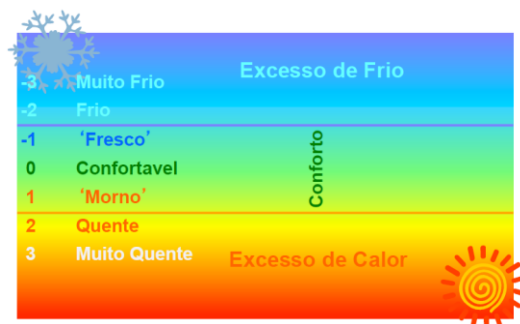 Excesso de Frio
-3 Muito Frio
-2 Frio
-1 ‘Fresco’
0 Confortavel
1 ‘Morno’
Conforto
2 Quente
3 Muito Quente
Excesso de Calor